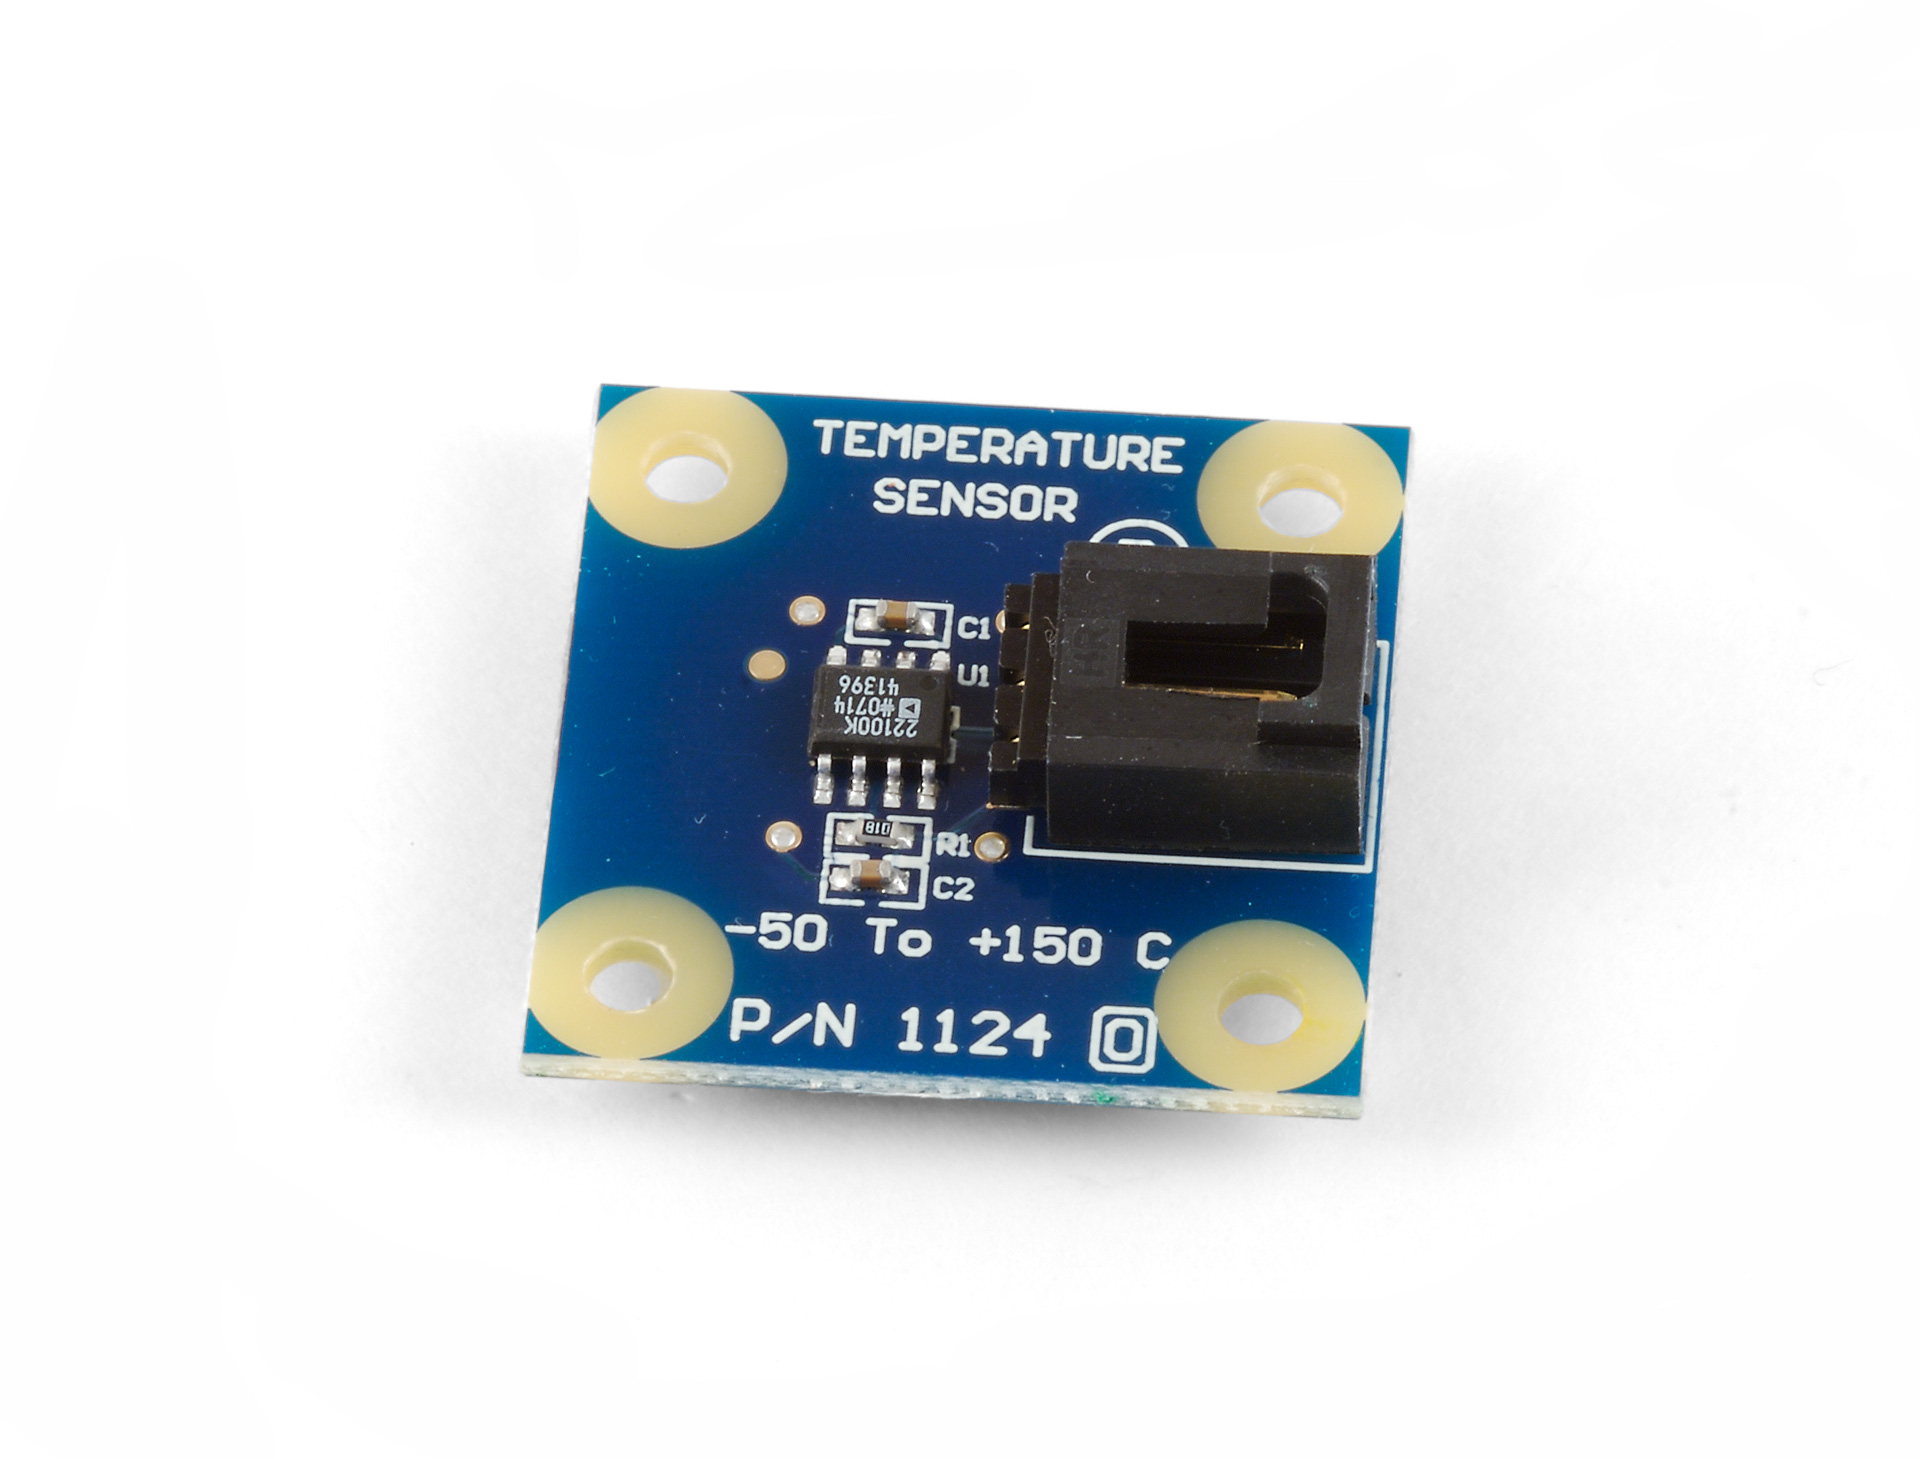 TEMPERATURE
SENSOR
C1
U1
22100K
#0714
41396
R1
C2
-50 To +150 C
P/N 1124 0